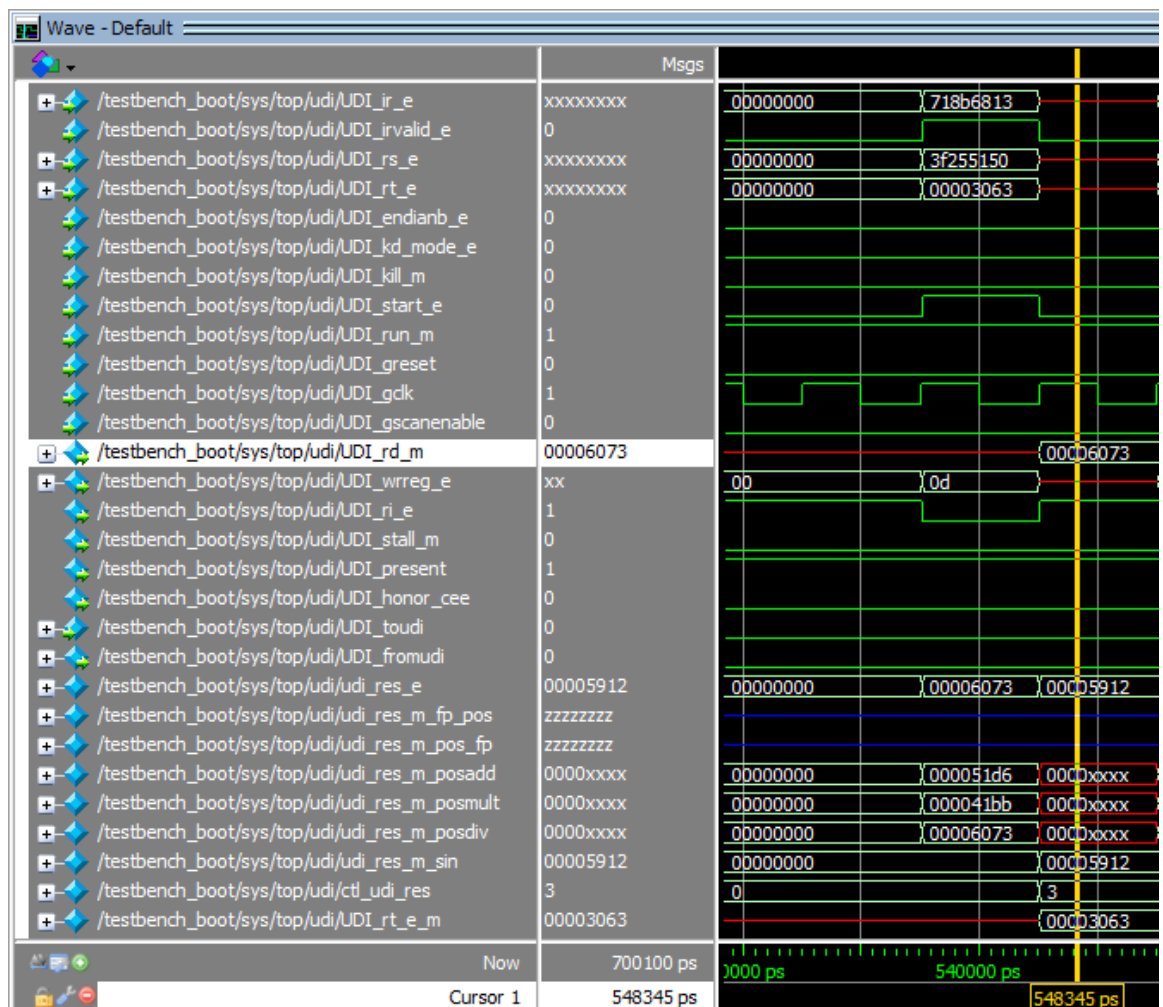 Wave - Default
Msgs
/testbench_boot/sys/top/udi/UDI_ir_e xxxxxxxx 00000000 718b6813
/testbench_boot/sys/top/udi/UDI_irvalid_e 0
/testbench_boot/sys/top/udi/UDI_rs_e xxxxxxxx 00000000 3f255150
/testbench_boot/sys/top/udi/UDI_rt_e xxxxxxxx 00000000 00003063
/testbench_boot/sys/top/udi/UDI_endianb_e 0
/testbench_boot/sys/top/udi/UDI_kd_mode_e 0
/testbench_boot/sys/top/udi/UDI_kill_m 0
/testbench_boot/sys/top/udi/UDI_start_e 0
/testbench_boot/sys/top/udi/UDI_run_m 1
/testbench_boot/sys/top/udi/UDI_greset 0
/testbench_boot/sys/top/udi/UDI_gclk 1
/testbench_boot/sys/top/udi/UDI_gscanenable 0
/testbench_boot/sys/top/udi/UDI_rd_m 00006073 00006073
/testbench_boot/sys/top/udi/UDI_wrreg_e xx 00 0d
/testbench_boot/sys/top/udi/UDI_ri_e 1
/testbench_boot/sys/top/udi/UDI_stall_m 0
/testbench_boot/sys/top/udi/UDI_present 1
/testbench_boot/sys/top/udi/UDI_honor_cee 0
/testbench_boot/sys/top/udi/UDI_toudi 0
/testbench_boot/sys/top/udi/UDI_fromudi 0
/testbench_boot/sys/top/udi/udi_res_e 00005912 00000000 00006073 00005912
/testbench_boot/sys/top/udi/udi_res_m_fp_pos zzzzzzzz
/testbench_boot/sys/top/udi/udi_res_m_pos_fp zzzzzzzz
/testbench_boot/sys/top/udi/udi_res_m_posadd 0000xxxx 00000000 000051d6 0000xxxx
/testbench_boot/sys/top/udi/udi_res_m_posmult 0000xxxx 00000000 000041bb 0000xxxx
/testbench_boot/sys/top/udi/udi_res_m_posdiv 0000xxxx 00000000 00006073 0000xxxx
/testbench_boot/sys/top/udi/udi_res_m_sin 00005912 00000000 00005912
/testbench_boot/sys/top/udi/ctl_udi_res 3 0 3
/testbench_boot/sys/top/udi/UDI_rt_e_m 00003063 00003063
Now 700100 ps 0000 ps 540000 ps
Cursor 1 548345 ps 548345 ps